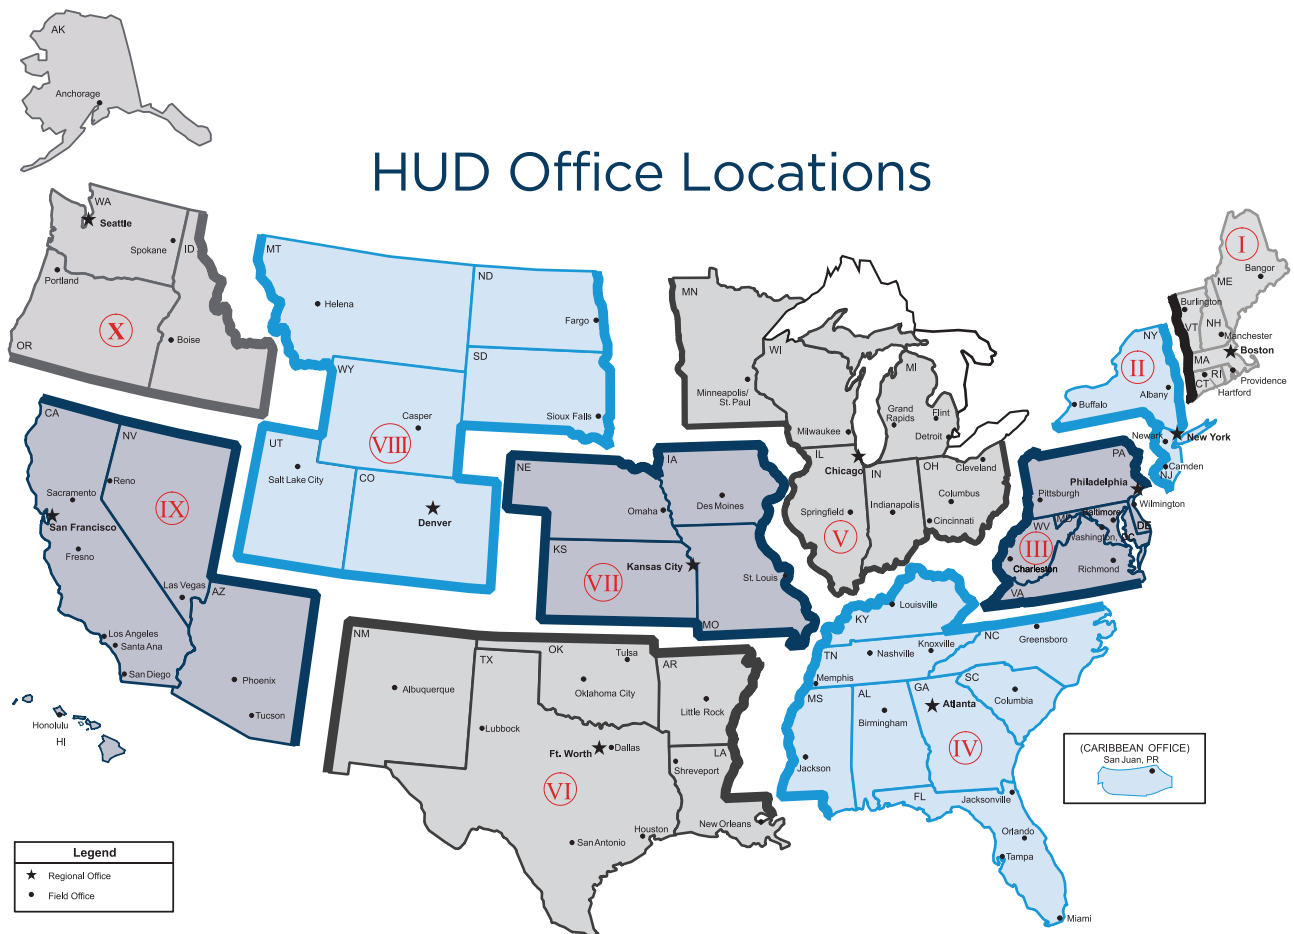 AK
Anchorage
HUD Office Locations
WA
Seattle
Spokane
ID
Portland
OR
X
Boise
MT
Helena
ND
Fargo
SD
Sioux Falls
WY
Casper
VIII
UT
Salt Lake City
CO
Denver
CA
NV
Reno
Sacramento
San Francisco
IX
Fresno
Las Vegas
AZ
Los Angeles
Santa Ana
San Diego
Phoenix
Tucson
Honolulu
HI
NE
Omaha
IA
Des Moines
KS
Kansas City
VII
St. Louis
MO
MN
Minneapolis/
St. Paul
WI
Milwaukee
MI
Grand
Rapids
Flint
Detroit
IL
Chicago
Springfield
V
IN
Indianapolis
OH
Cleveland
Columbus
Cincinnati
I
Bangor
ME
Burlington
VT
NH
Manchester
MA
Boston
CT
RI
Providence
Hartford
NY
II
Albany
Buffalo
Newark
New York
Camden
NJ
PA
Philadelphia
Pittsburgh
Wilmington
MD
Baltimore
WV
Washington, DC
DE
III
Charleston
Richmond
VA
NM
Albuquerque
TX
Lubbock
OK
Tulsa
Oklahoma City
AR
Little Rock
Ft. Worth
Dallas
LA
Shreveport
VI
New Orleans
Houston
San Antonio
KY
Louisville
TN
Nashville
Knoxville
Memphis
NC
Greensboro
SC
Columbia
MS
Jackson
AL
Birmingham
GA
Atlanta
IV
FL
Jacksonville
Orlando
Tampa
Miami
(CARIBBEAN OFFICE)
San Juan, PR
Legend
Regional Office
Field Office